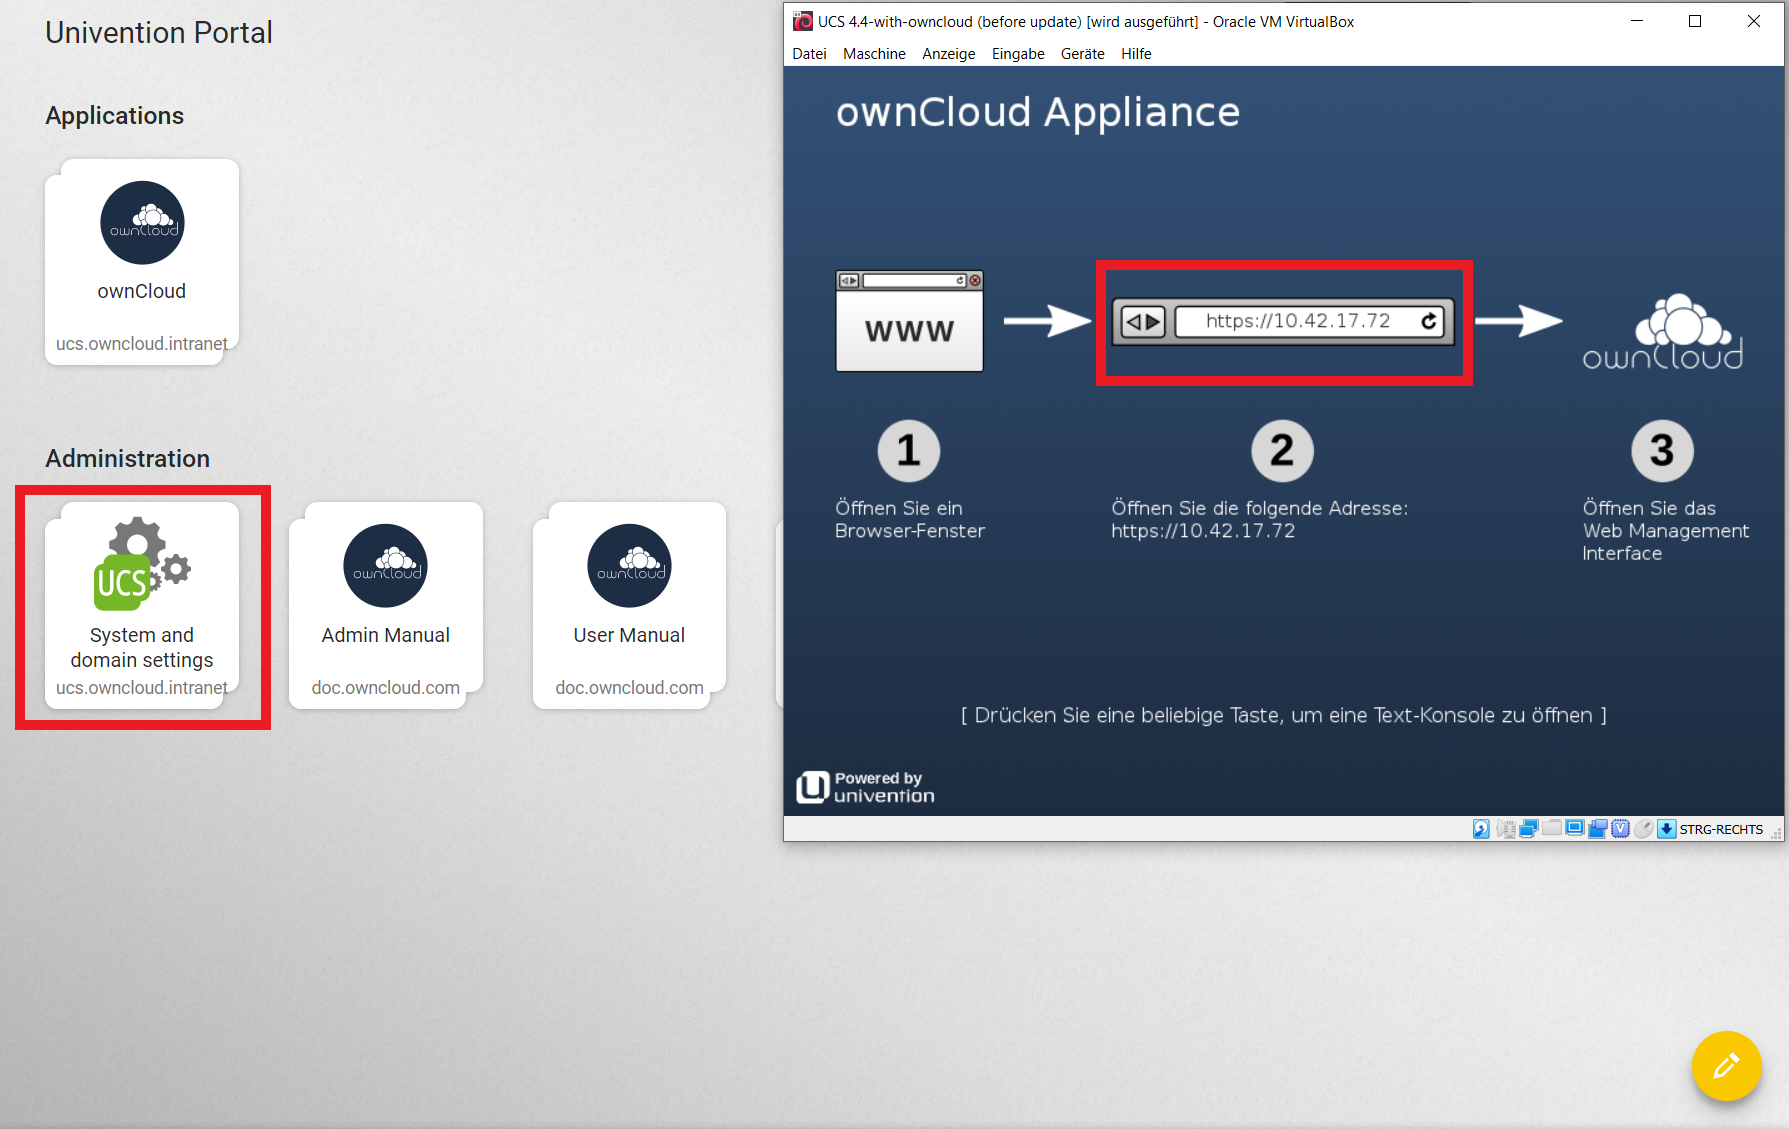 Univention Portal
Applications
ownCloud
ownCloud
ucs.owncloud.intranet
Administration
UCS
System and
domain settings
ucs.owncloud.intranet
ownCloud
Admin Manual
doc.owncloud.com
ownCloud
User Manual
doc.owncloud.com
UCS 4.4-with-owncloud (before update) [wird ausgeführt] - Oracle VM VirtualBox
Datei Maschine Anzeige Eingabe Geräte Hilfe
ownCloud Appliance
www
https://10.42.17.72
ownCloud
1
Öffnen Sie ein
Browser-Fenster
2
Öffnen Sie die folgende Adresse:
https://10.42.17.72
3
Öffnen Sie das
Web Management
Interface
[ Drücken Sie eine beliebige Taste, um eine Text-Konsole zu öffnen ]
Powered by
univention
STRG-RECHTS